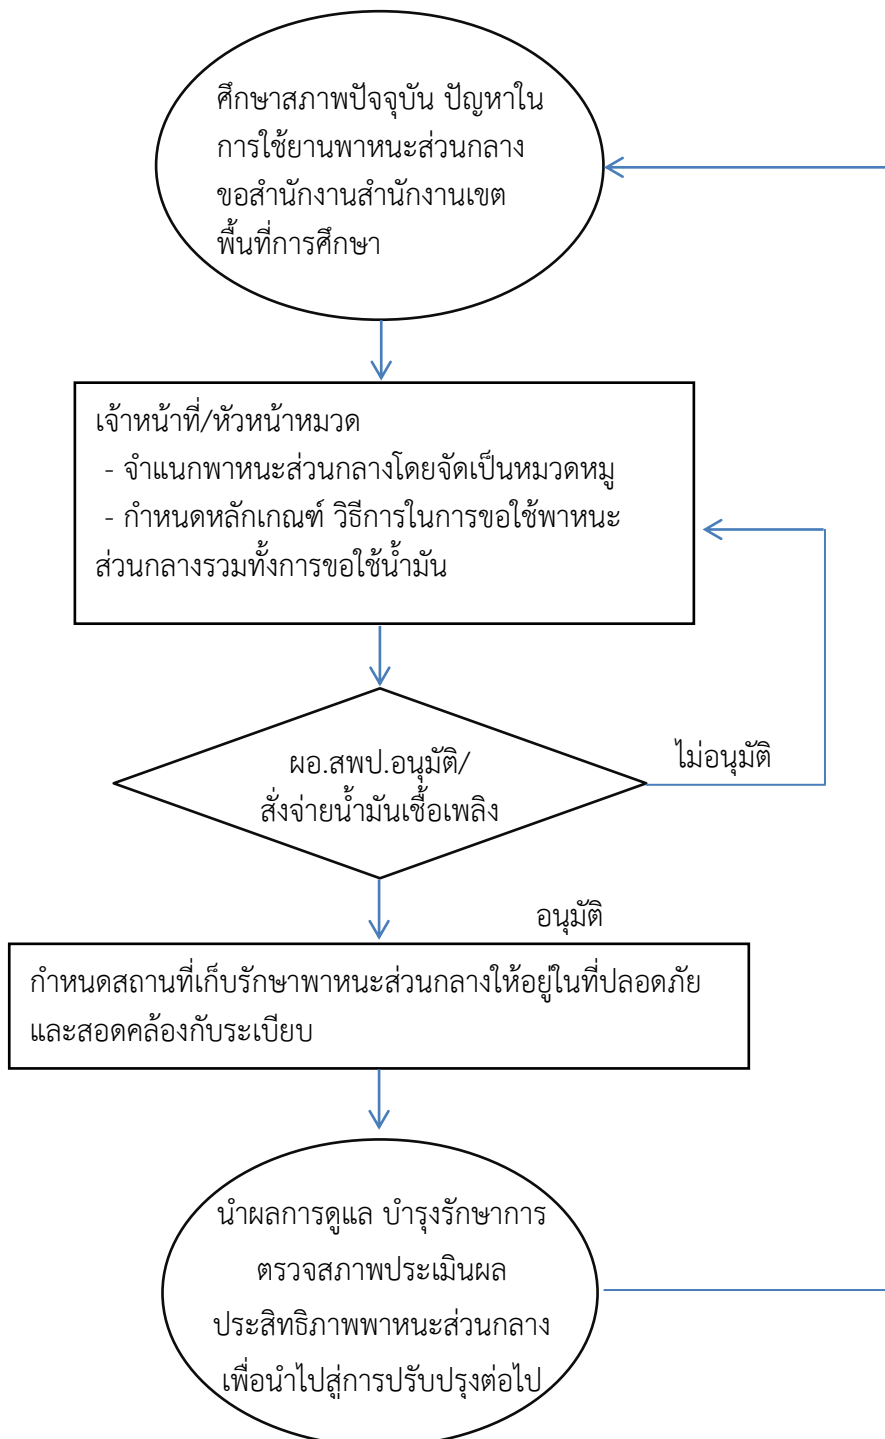 ศึกษาสภาพปัจจุบัน ปัญหาใน
การใช้ยานพาหนะส่วนกลาง
ขอสำนักงานสำนักงานเขต
พื้นที่การศึกษา
เจ้าหน้าที่/หัวหน้าหมวด
- จำแนกพาหนะส่วนกลางโดยจัดเป็นหมวดหมู
- กำหนดหลักเกณฑ์ วิธีการในการขอใช้พาหนะ
ส่วนกลางรวมทั้งการขอใช้น้ำมัน
ผอ.สพป.อนุมัติ/
สั่งจ่ายน้ำมันเชื้อเพลิง
ไม่อนุมัติ
อนุมัติ
กำหนดสถานที่เก็บรักษาพาหนะส่วนกลางให้อยู่ในที่ปลอดภัย
และสอดคล้องกับระเบียบ
นำผลการดูแล บำรุงรักษาการ
ตรวจสภาพประเมินผล
ประสิทธิภาพพาหนะส่วนกลาง
เพื่อนำไปสู่การปรับปรุงต่อไป